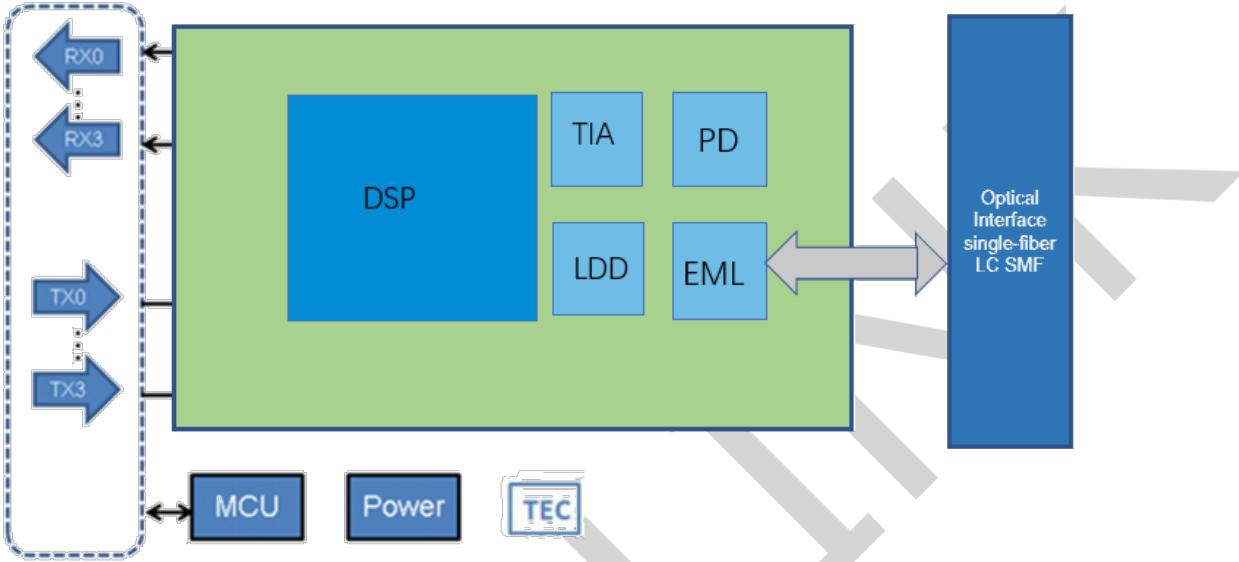 RX0
RX3
TX0
TX3
DSP
TIA
PD
LDD
EML
Optical
Interface
single-fiber
LC SMF
MCU
Power
TEC